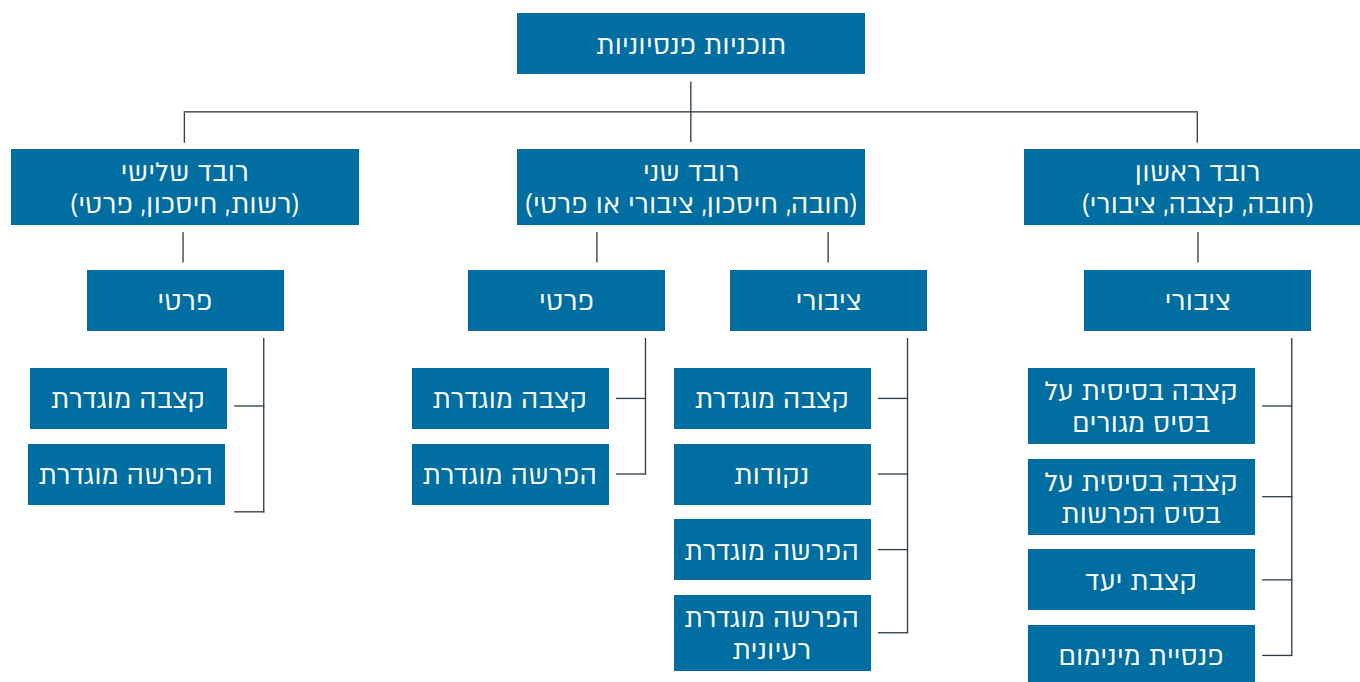 תוכניות פנסיוניות
רובד ראשון
(חובה, קצבה, ציבורי)
רובד שני
(חובה, חיסכון, ציבורי או פרטי)
רובד שלישי
(רשות, חיסכון, פרטי)
ציבורי
קצבה בסיסית על
בסיס מגורים
קצבה בסיסית על
בסיס הפרשות
קצבת יעד
פנסיית מינימום
ציבורי
קצבה מוגדרת
נקודות
הפרשה מוגדרת
הפרשה מוגדרת
רעיונית
פרטי
קצבה מוגדרת
הפרשה מוגדרת
פרטי
קצבה מוגדרת
הפרשה מוגדרת